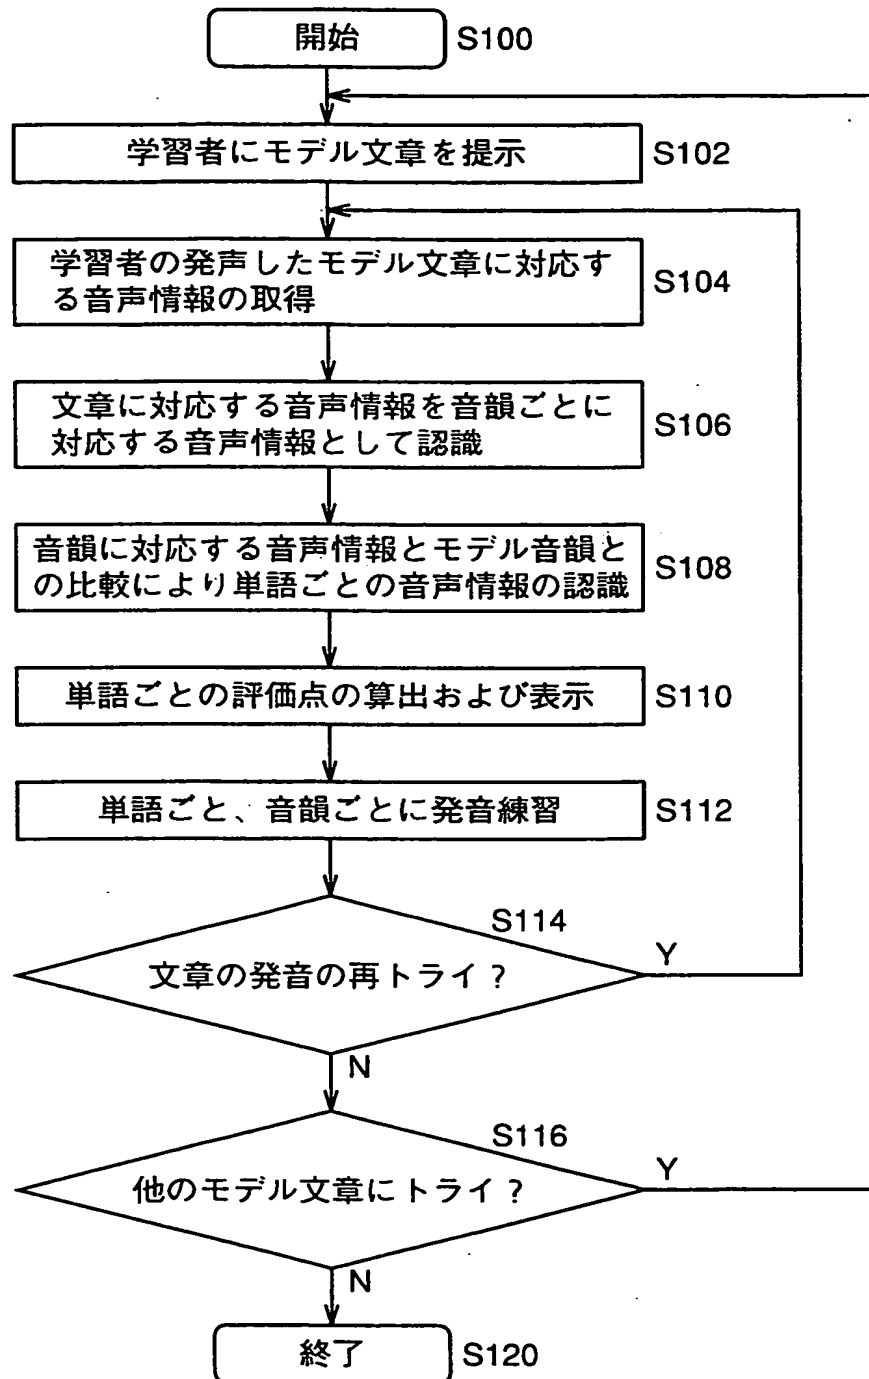 開始 S100
学習者にモデル文章を提示 S102
学習者の発声したモデル文章に対応す
る音声情報の取得
S104
文章に対応する音声情報を音韻ごとに
対応する音声情報として認識
S106
音韻に対応する音声情報とモデル音韻と
の比較により単語ごとの音声情報の認識
S108
単語ごとの評価点の算出および表示 S110
単語ごと、音韻ごとに発音練習 S112
S114
文章の発音の再トライ？
Y
N
S116
他のモデル文章にトライ？
Y
N
終了 S120